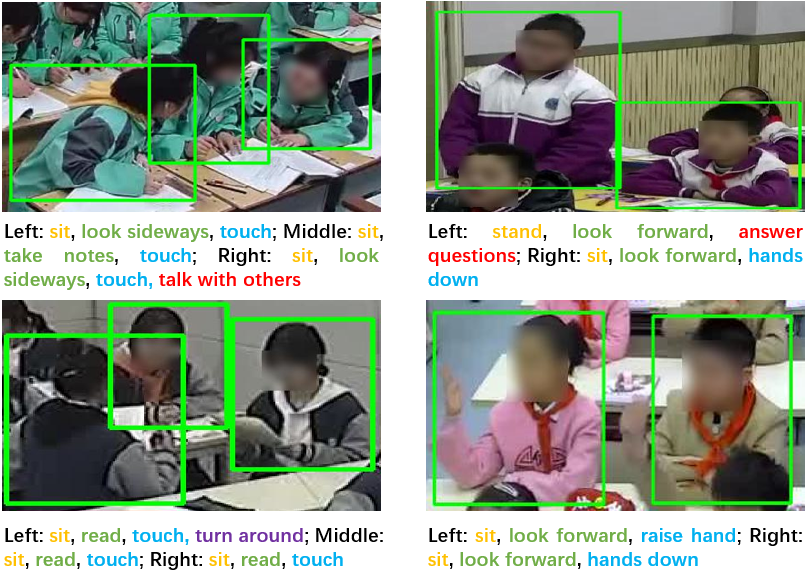 Left: sit, look sideways, touch; Middle: sit,
take notes, touch; Right: sit, look
sideways, touch, talk with others
Left: stand, look forward, answer
questions; Right: sit, look forward, hands
down
Left: sit, read, touch, turn around; Middle:
sit, read, touch; Right: sit, read, touch
Left: sit, look forward, raise hand; Right:
sit, look forward, hands down